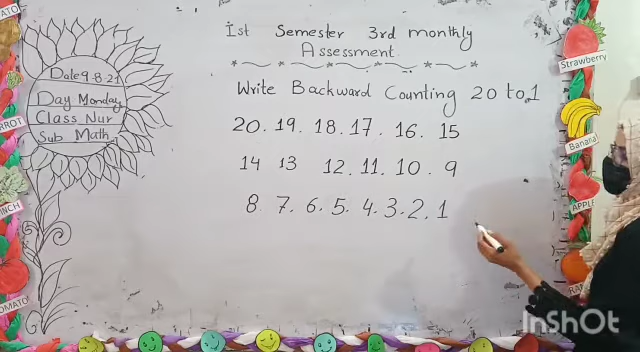 Ist Semester 3rd monthly
Assessment
Date 9.8.21
Day Monday
Class Nur
Sub Math
Write Backward Counting 20 to 1
20. 19. 18. 17. 16. 15
14 13 12. 11. 10. 9
8. 7. 6. 5. 4. 3. 2. 1
Strawberry
Banana
APPLE
InShOt